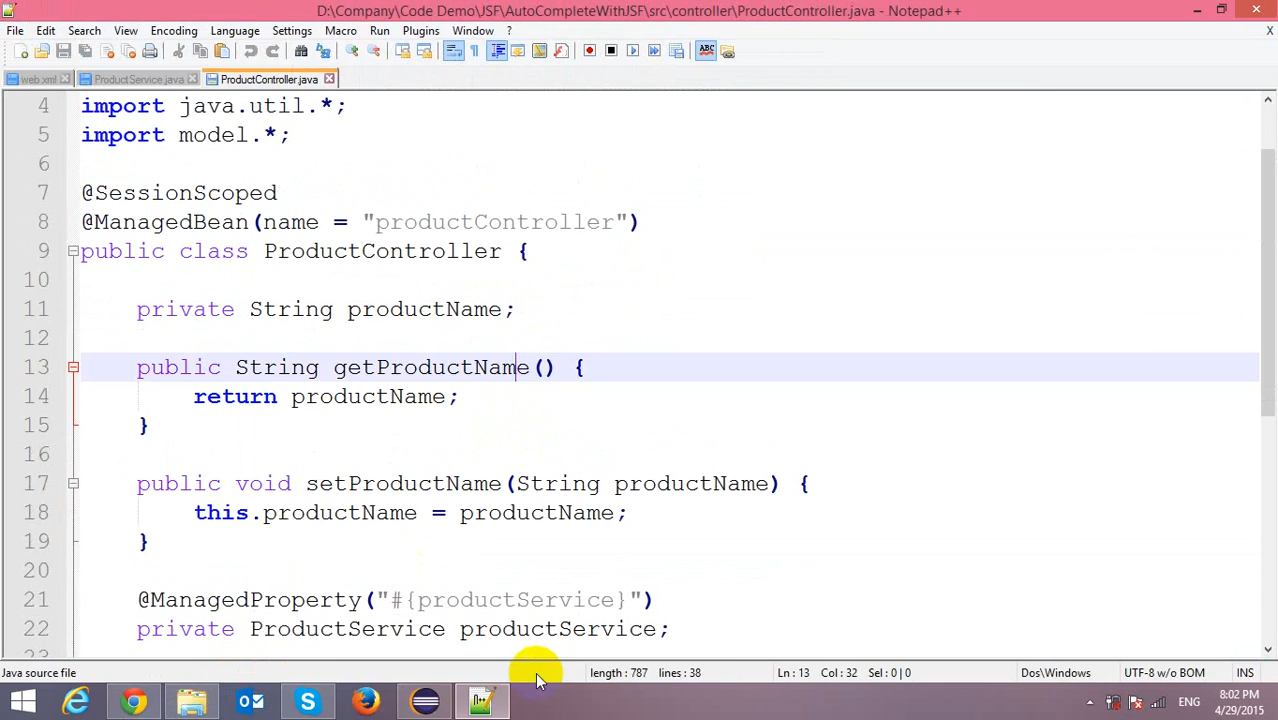 D:\Company\Code Demo\JSF\AutoCompleteWithJSF\src\controller\ProductController.java - Notepad++
File Edit Search View Encoding Language Settings Macro Run Plugins Window ? X
ABC
web.xml ProductService.java ProductController.java
4 import java.util.*;
5 import model.*;
6
7 @SessionScoped
8 @ManagedBean(name = "productController")
9 public class ProductController {
10
11 private String productName;
12
13 public String getProductName() {
14 return productName;
15 }
16
17 public void setProductName(String productName) {
18 this.productName = productName;
19 }
20
21 @ManagedProperty("#{productService}")
22 private ProductService productService;
23
Java source file length : 787 lines : 38 Ln : 13 Col : 32 Sel : 0 | 0 Dos\Windows UTF-8 w/o BOM INS
ENG 8:02 PM
4/29/2015